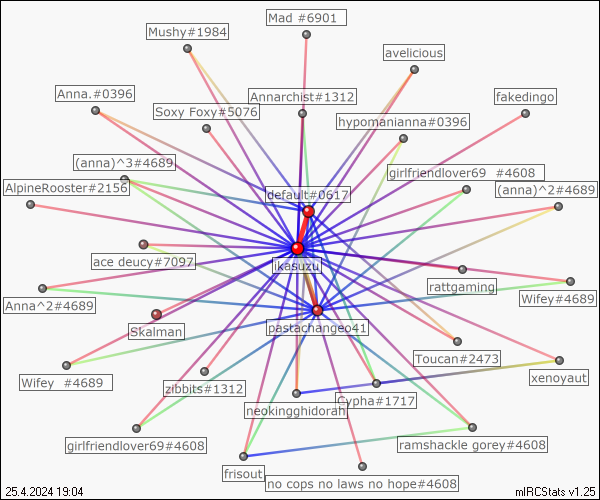 Mad #6901
Mushy#1984
avelicious
Anna.#0396
Annarchist#1312
fakedingo
Soxy Foxy#5076
hypomanianna#0396
(anna)^3#4689
girlfriendlover69  #4608
AlpineRooster#2156
default#0617
(anna)^2#4689
ace deucy#7097
ikasuzu
rattgaming
Anna^2#4689
Wifey#4689
Skalman
pastachangeo41
Toucan#2473
Wifey  #4689
zibbits#1312
xenoyaut
Cypha#1717
neokingghidorah
girlfriendlover69#4608
ramshackle gorey#4608
frisout
no cops no laws no hope#4608
25.4.2024 19:04
mIRCStats v1.25